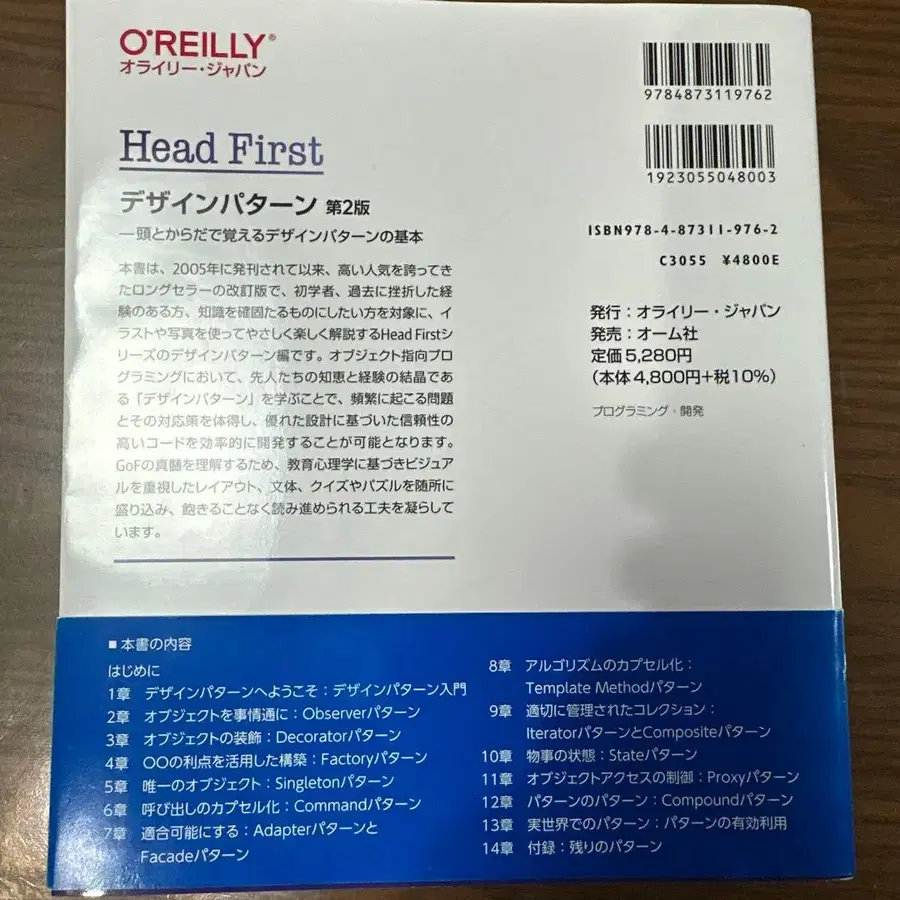 O'REILLY®
オライリー・ジャパン
Head First
デザインパターン 第2版
―頭とからだで覚えるデザインパターンの基本
本書は、2005年に発刊されて以来、高い人気を誇ってき
たロングセラーの改訂版で、初学者、過去に挫折した経
験のある方、知識を確固たるものにしたい方を対象に、イ
ラストや写真を使ってやさしく楽しく解説するHead Firstシ
リーズのデザインパターン編です。オブジェクト指向プロ
グラミングにおいて、先人たちの知恵と経験の結晶であ
る「デザインパターン」を学ぶことで、頻繁に起こる問題
とその対応策を体得し、優れた設計に基づいた信頼性の
高いコードを効率的に開発することが可能となります。
GoFの真髄を理解するため、教育心理学に基づきビジュア
ルを重視したレイアウト、文体、クイズやパズルを随所に
盛り込み、飽きることなく読み進められる工夫を凝らして
います。
9784873119762
1923055048003
ISBN978-4-87311-976-2
C3055 ¥4800E
発行：オライリー・ジャパン
発売：オーム社
定価5,280円
（本体4,800円+税10%）
プログラミング・開発
■ 本書の内容
はじめに
1章 デザインパターンへようこそ：デザインパターン入門
2章 オブジェクトを事情通に：Observerパターン
3章 オブジェクトの装飾：Decoratorパターン
4章 OOの利点を活用した構築：Factoryパターン
5章 唯一のオブジェクト：Singletonパターン
6章 呼び出しのカプセル化：Commandパターン
7章 適合可能にする：Adapterパターンと
Facadeパターン
8章 アルゴリズムのカプセル化：
Template Methodパターン
9章 適切に管理されたコレクション：
IteratorパターンとCompositeパターン
10章 物事の状態：Stateパターン
11章 オブジェクトアクセスの制御：Proxyパターン
12章 パターンのパターン：Compoundパターン
13章 実世界でのパターン：パターンの有効利用
14章 付録：残りのパターン